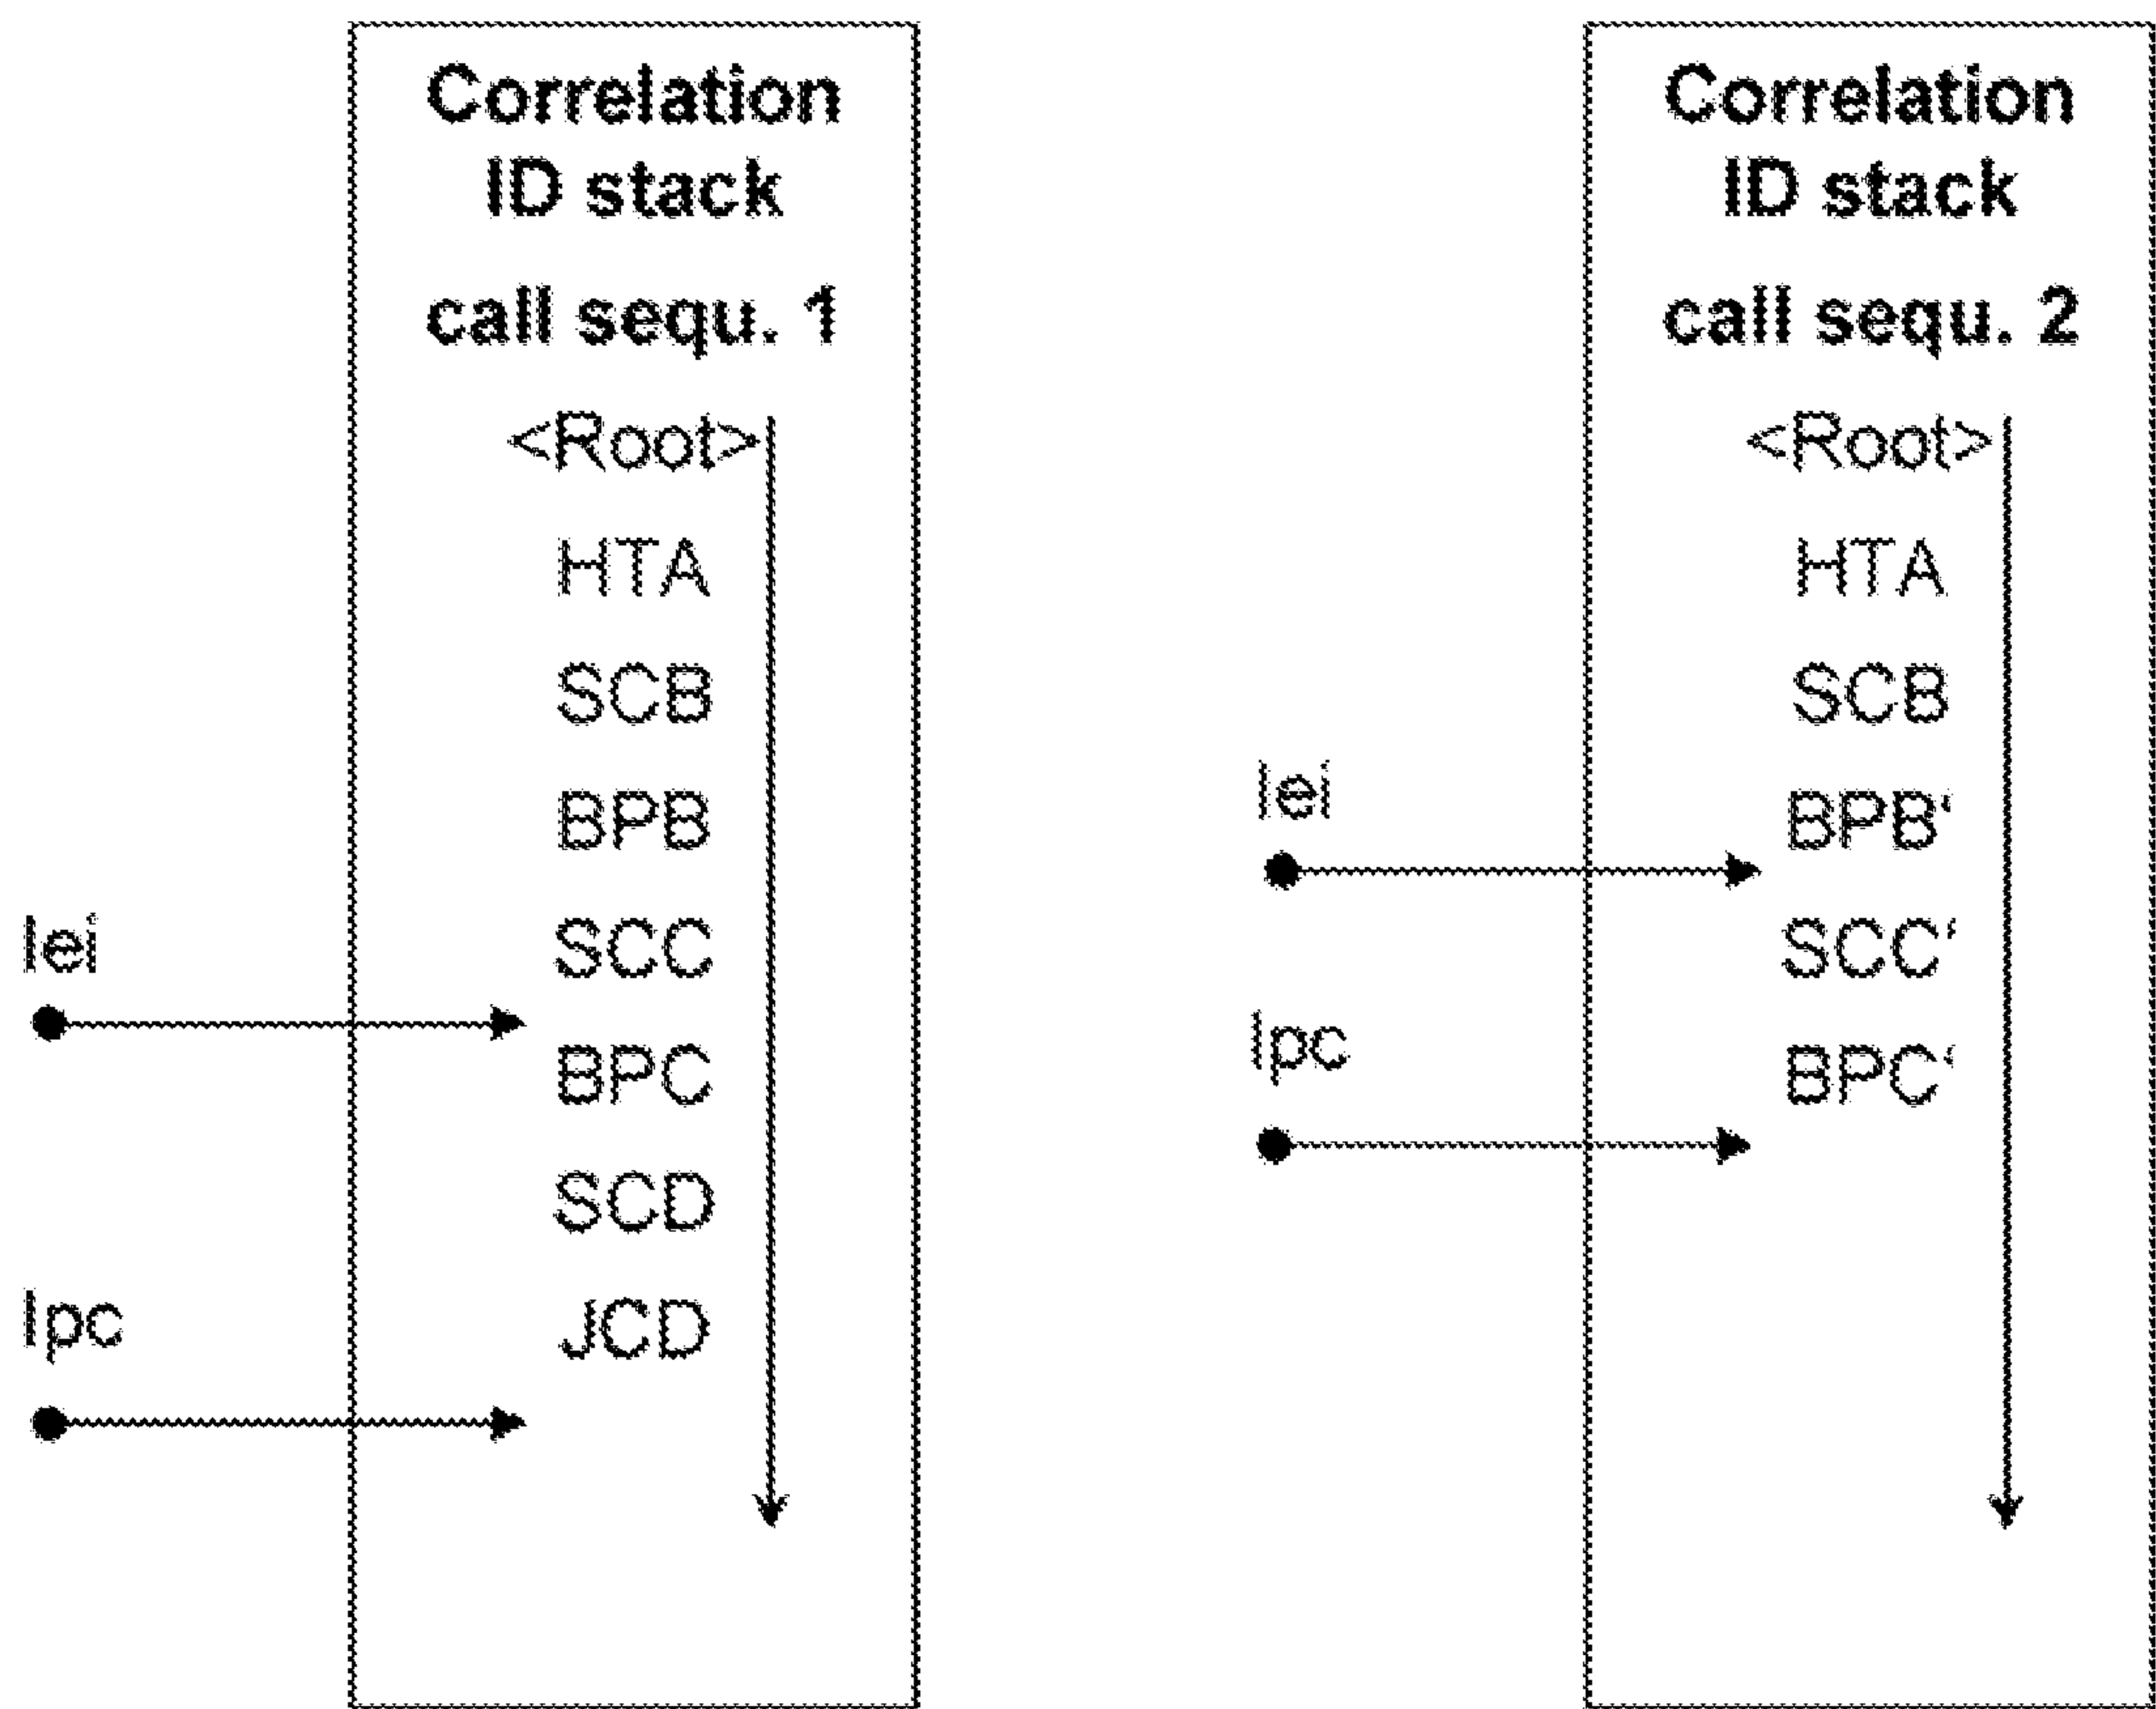 Correlation
ID stack
call sequ. 1
<Root>
HTA
SCB
BPB
SCC
BPC
SCD
JCD
lei
lpc
Correlation
ID stack
call sequ. 2
<Root>
HTA
SCB
BPB‘
SCC‘
BPC‘
lei
lpc